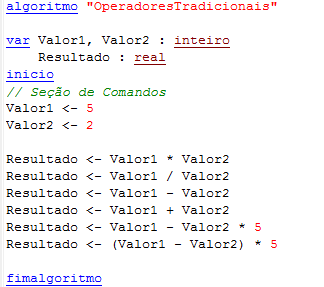 algoritmo "OperadoresTradicionais"
var Valor1, Valor2 : inteiro
Resultado : real
inicio
// Seção de Comandos
Valor1 <- 5
Valor2 <- 2
Resultado <- Valor1 * Valor2
Resultado <- Valor1 / Valor2
Resultado <- Valor1 - Valor2
Resultado <- Valor1 + Valor2
Resultado <- Valor1 - Valor2 * 5
Resultado <- (Valor1 - Valor2) * 5
fimalgoritmo